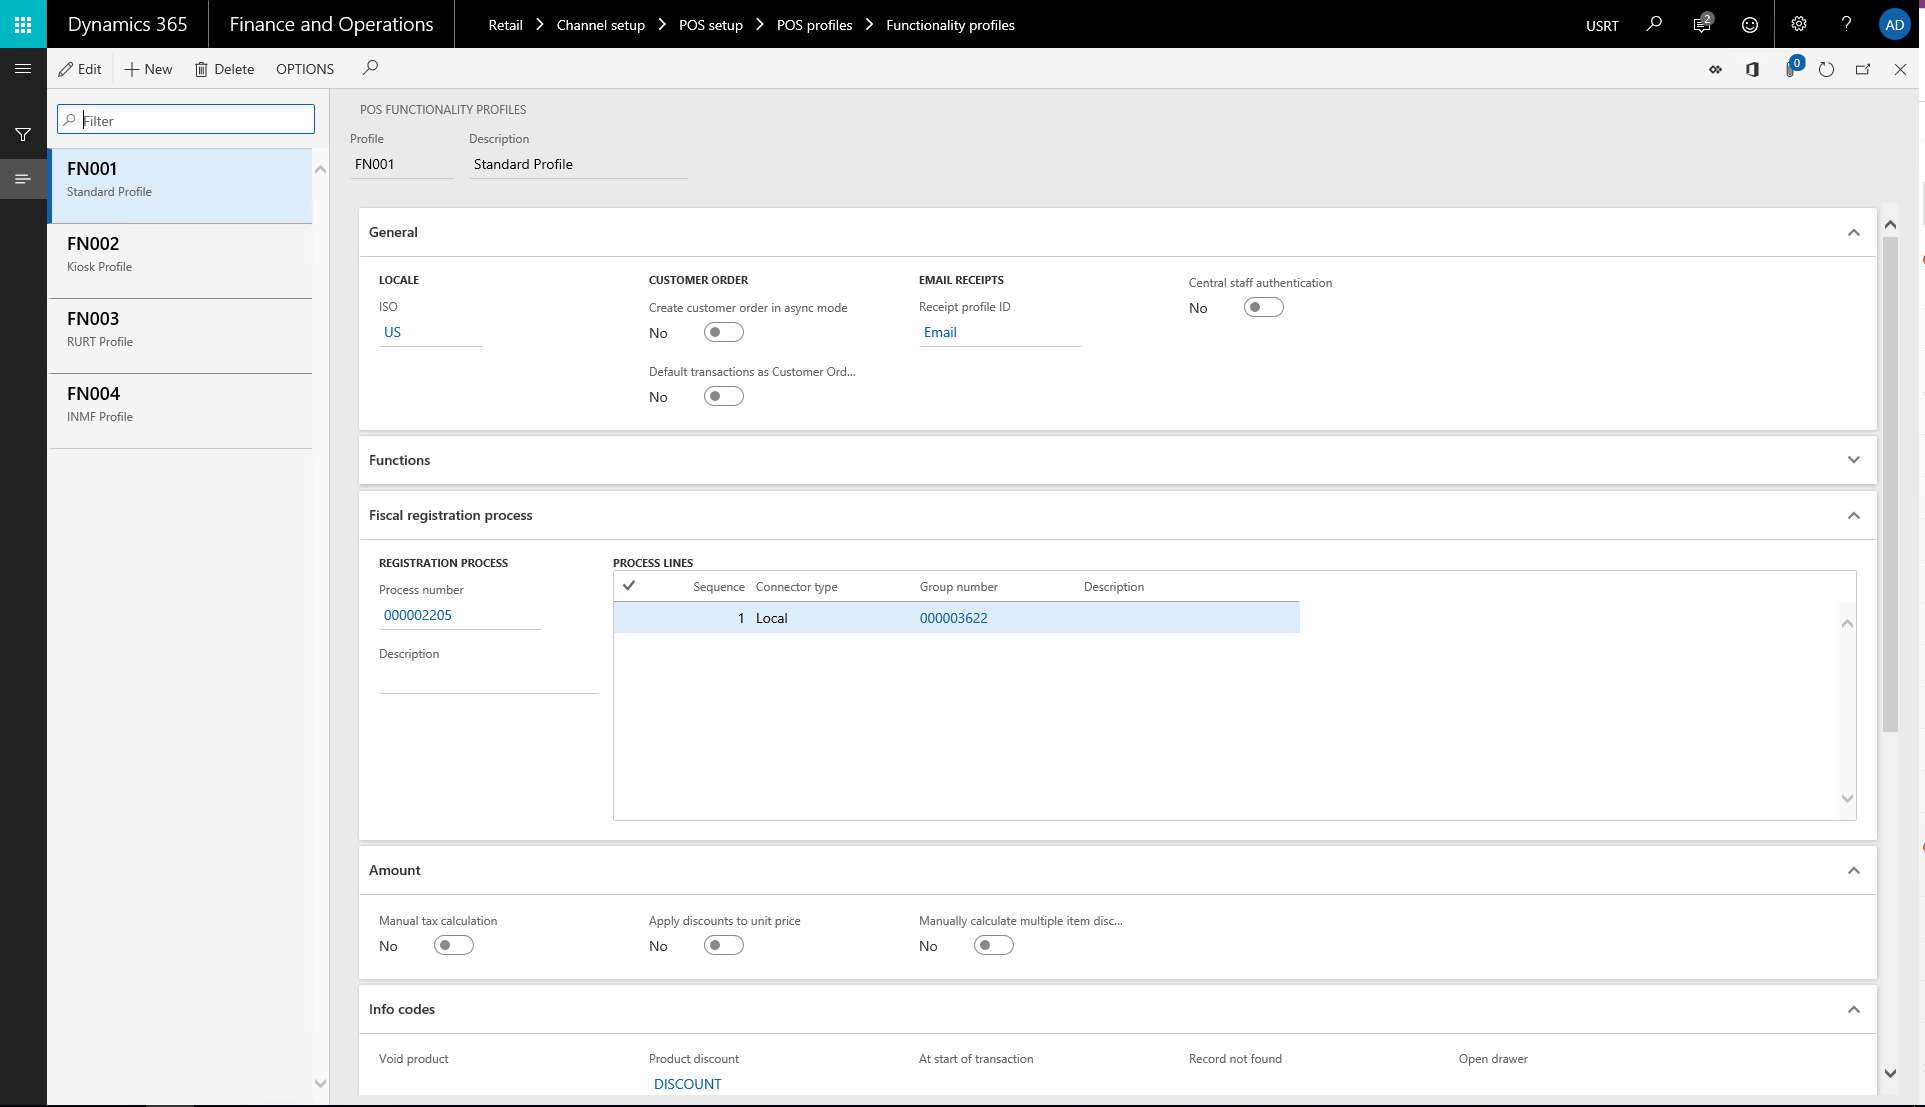 Dynamics 365 Finance and Operations Retail Channel setup POS setup POS profiles Functionality profiles USRT 2 ? AD
Edit New Delete OPTIONS 0
Filter
FN001
Standard Profile
FN002
Kiosk Profile
FN003
RURT Profile
FN004
INMF Profile
POS FUNCTIONALITY PROFILES
Profile Description
FN001 Standard Profile
General
LOCALE CUSTOMER ORDER EMAIL RECEIPTS Central staff authentication
ISO Create customer order in async mode Receipt profile ID No
US No Email
Default transactions as Customer Ord...
No
Functions
Fiscal registration process
REGISTRATION PROCESS PROCESS LINES
Process number Sequence Connector type Group number Description
000002205 1 Local 000003622
Description
Amount
Manual tax calculation Apply discounts to unit price Manually calculate multiple item disc...
No No No
Info codes
Void product Product discount At start of transaction Record not found Open drawer
DISCOUNT